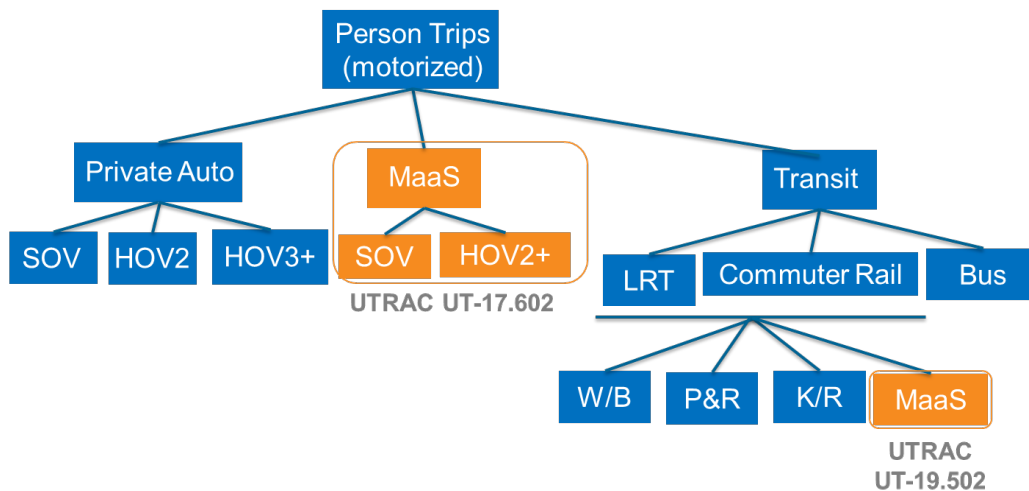 Person Trips
(motorized)
Private Auto
MaaS
Transit
SOV
HOV2
HOV3+
SOV
HOV2+
LRT
Commuter Rail
Bus
UTRAC UT-17.602
W/B
P&R
K/R
MaaS
UTRAC
UT-19.502